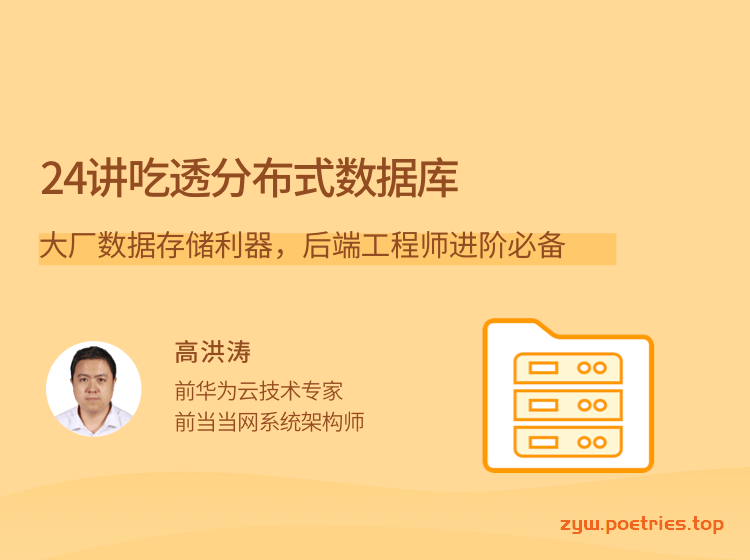 24讲吃透分布式数据库
大厂数据存储利器，后端工程师进阶必备
高洪涛
前华为云技术专家
前当当网系统架构师
zyw.poetries.top